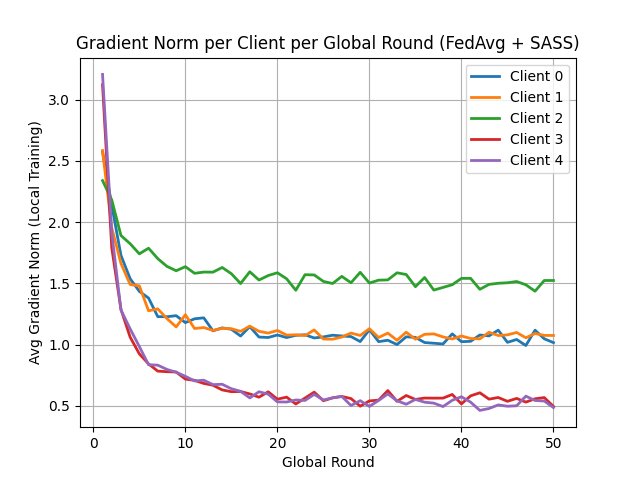 Gradient Norm per Client per Global Round (FedAvg + SASS)
Client 0
Client 1
Client 2
Client 3
Client 4
Avg Gradient Norm (Local Training)
3.0
2.5
2.0
1.5
1.0
0.5
0 10 20 30 40 50
Global Round